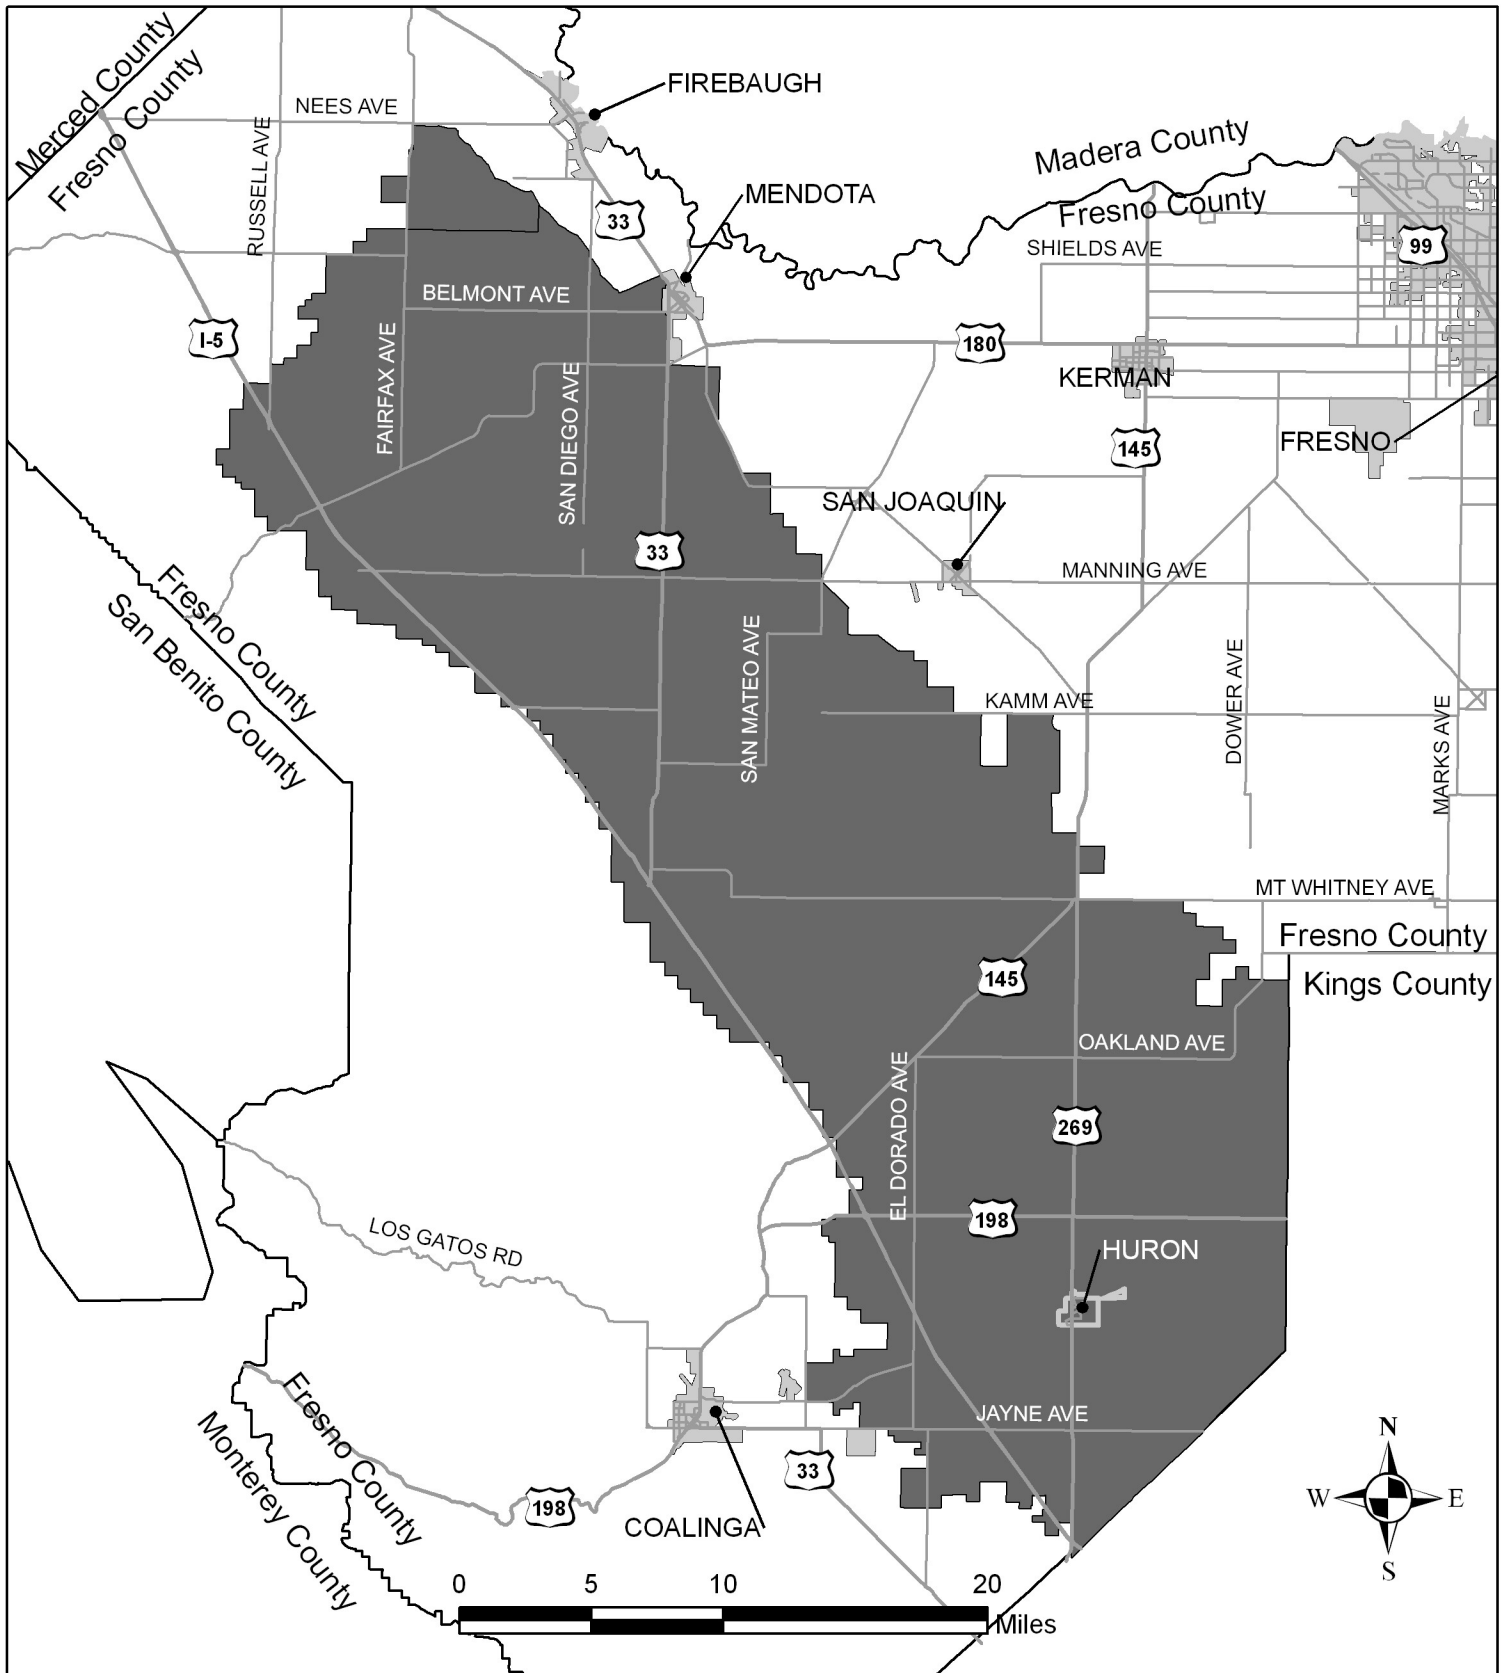 Merced County
Fresno County
NEES AVE
FIREBAUGH
RUSSELL AVE
MENDOTA
33
Madera County
Fresno County
SHIELDS AVE
99
BELMONT AVE
I-5
FAIRFAX AVE
180
KERMAN
SAN DIEGO AVE
145
FRESNO
SAN JOAQUIN
33
MANNING AVE
Fresno County
San Benito County
SAN MATEO AVE
KAMM AVE
DOWER AVE
MARKS AVE
MT WHITNEY AVE
Fresno County
Kings County
145
OAKLAND AVE
EL DORADO AVE
269
198
LOS GATOS RD
HURON
Fresno County
Monterey County
JAYNE AVE
33
198
COALINGA
N
W E
S
0 5 10 20
Miles